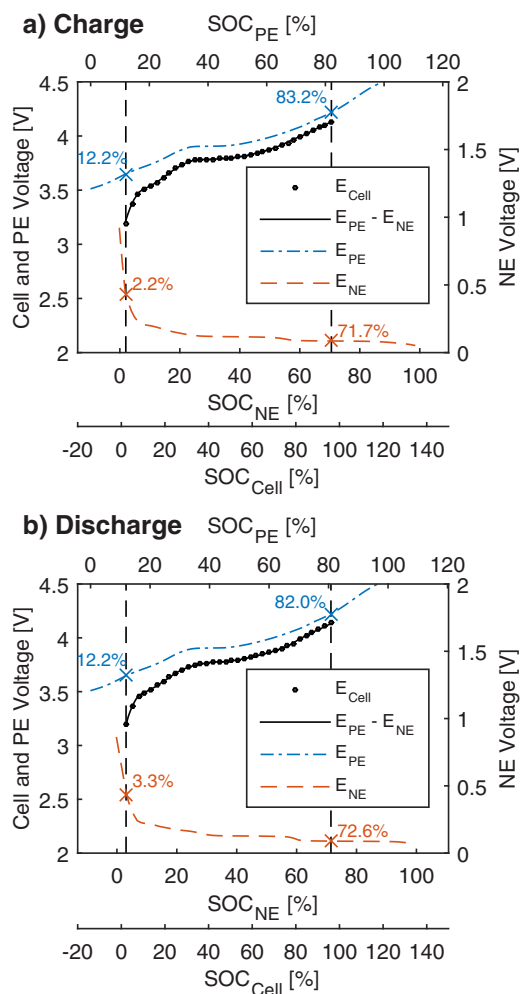 a) Charge
SOC_PE [%]
0 20 40 60 80 100 120
4.5 2
83.2%
4 1.5
12.2%
3.5
E_Cell
E_PE - E_NE
E_PE
E_NE
3 1
2.2%
2.5 0.5
71.7%
2 0
Cell and PE Voltage [V]
NE Voltage [V]
0 20 40 60 80 100
SOC_NE [%]
-20 0 20 40 60 80 100 120 140
SOC_Cell [%]
b) Discharge
SOC_PE [%]
0 20 40 60 80 100 120
4.5 2
82.0%
4 1.5
12.2%
3.5
E_Cell
E_PE - E_NE
E_PE
E_NE
3 1
3.3%
2.5 0.5
72.6%
2 0
Cell and PE Voltage [V]
NE Voltage [V]
0 20 40 60 80 100
SOC_NE [%]
-20 0 20 40 60 80 100 120 140
SOC_Cell [%]